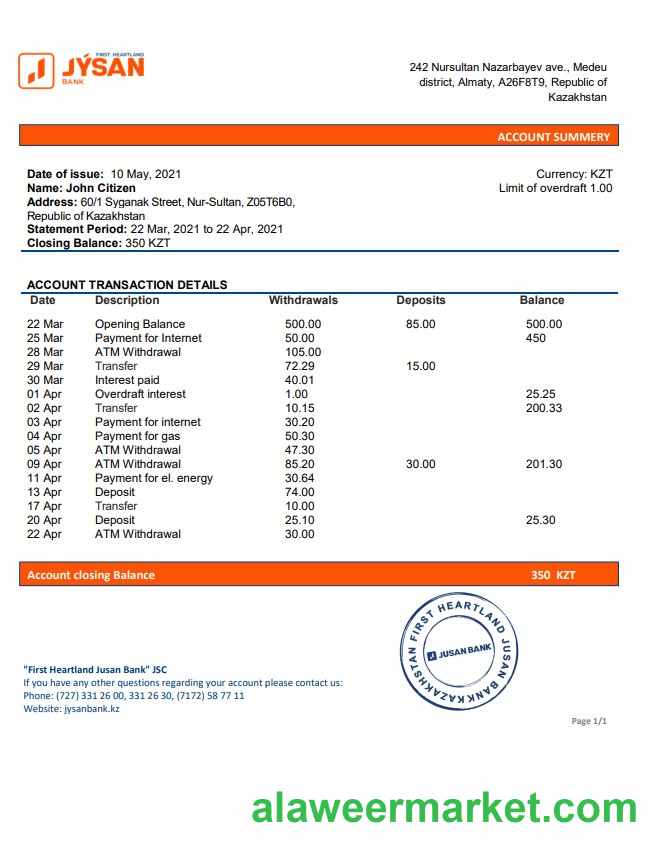 FIRST HEARTLAND
JÝSAN
BANK
242 Nursultan Nazarbayev ave., Medeu
district, Almaty, A26F8T9, Republic of
Kazakhstan
ACCOUNT SUMMERY
Date of issue: 10 May, 2021 Currency: KZT
Name: John Citizen Limit of overdraft 1.00
Address: 60/1 Syganak Street, Nur-Sultan, Z05T6B0,
Republic of Kazakhstan
Statement Period: 22 Mar, 2021 to 22 Apr, 2021
Closing Balance: 350 KZT
ACCOUNT TRANSACTION DETAILS
Date Description Withdrawals Deposits Balance
22 Mar Opening Balance 500.00 85.00 500.00
25 Mar Payment for Internet 50.00 450
28 Mar ATM Withdrawal 105.00
29 Mar Transfer 72.29 15.00
30 Mar Interest paid 40.01
01 Apr Overdraft interest 1.00 25.25
02 Apr Transfer 10.15 200.33
03 Apr Payment for internet 30.20
04 Apr Payment for gas 50.30
05 Apr ATM Withdrawal 47.30
09 Apr ATM Withdrawal 85.20 30.00 201.30
11 Apr Payment for el. energy 30.64
13 Apr Deposit 74.00
17 Apr Transfer 10.00
20 Apr Deposit 25.10 25.30
22 Apr ATM Withdrawal 30.00
Account closing Balance 350 KZT
FIRST HEARTLAND JUSAN BANK KAZAKHSTAN
JUSAN BANK
"First Heartland Jusan Bank" JSC
If you have any other questions regarding your account please contact us:
Phone: (727) 331 26 00, 331 26 30, (7172) 58 77 11
Website: jysanbank.kz
Page 1/1
alaweermarket.com